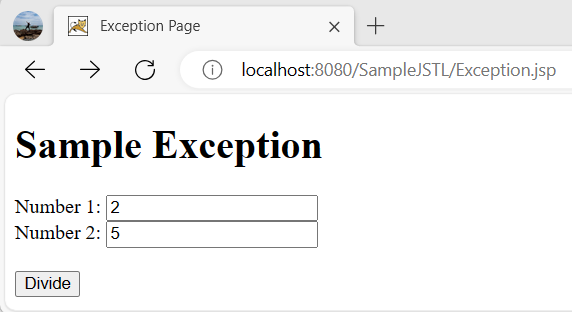 Exception Page
localhost:8080/SampleJSTL/Exception.jsp
Sample Exception
Number 1: 2
Number 2: 5
Divide